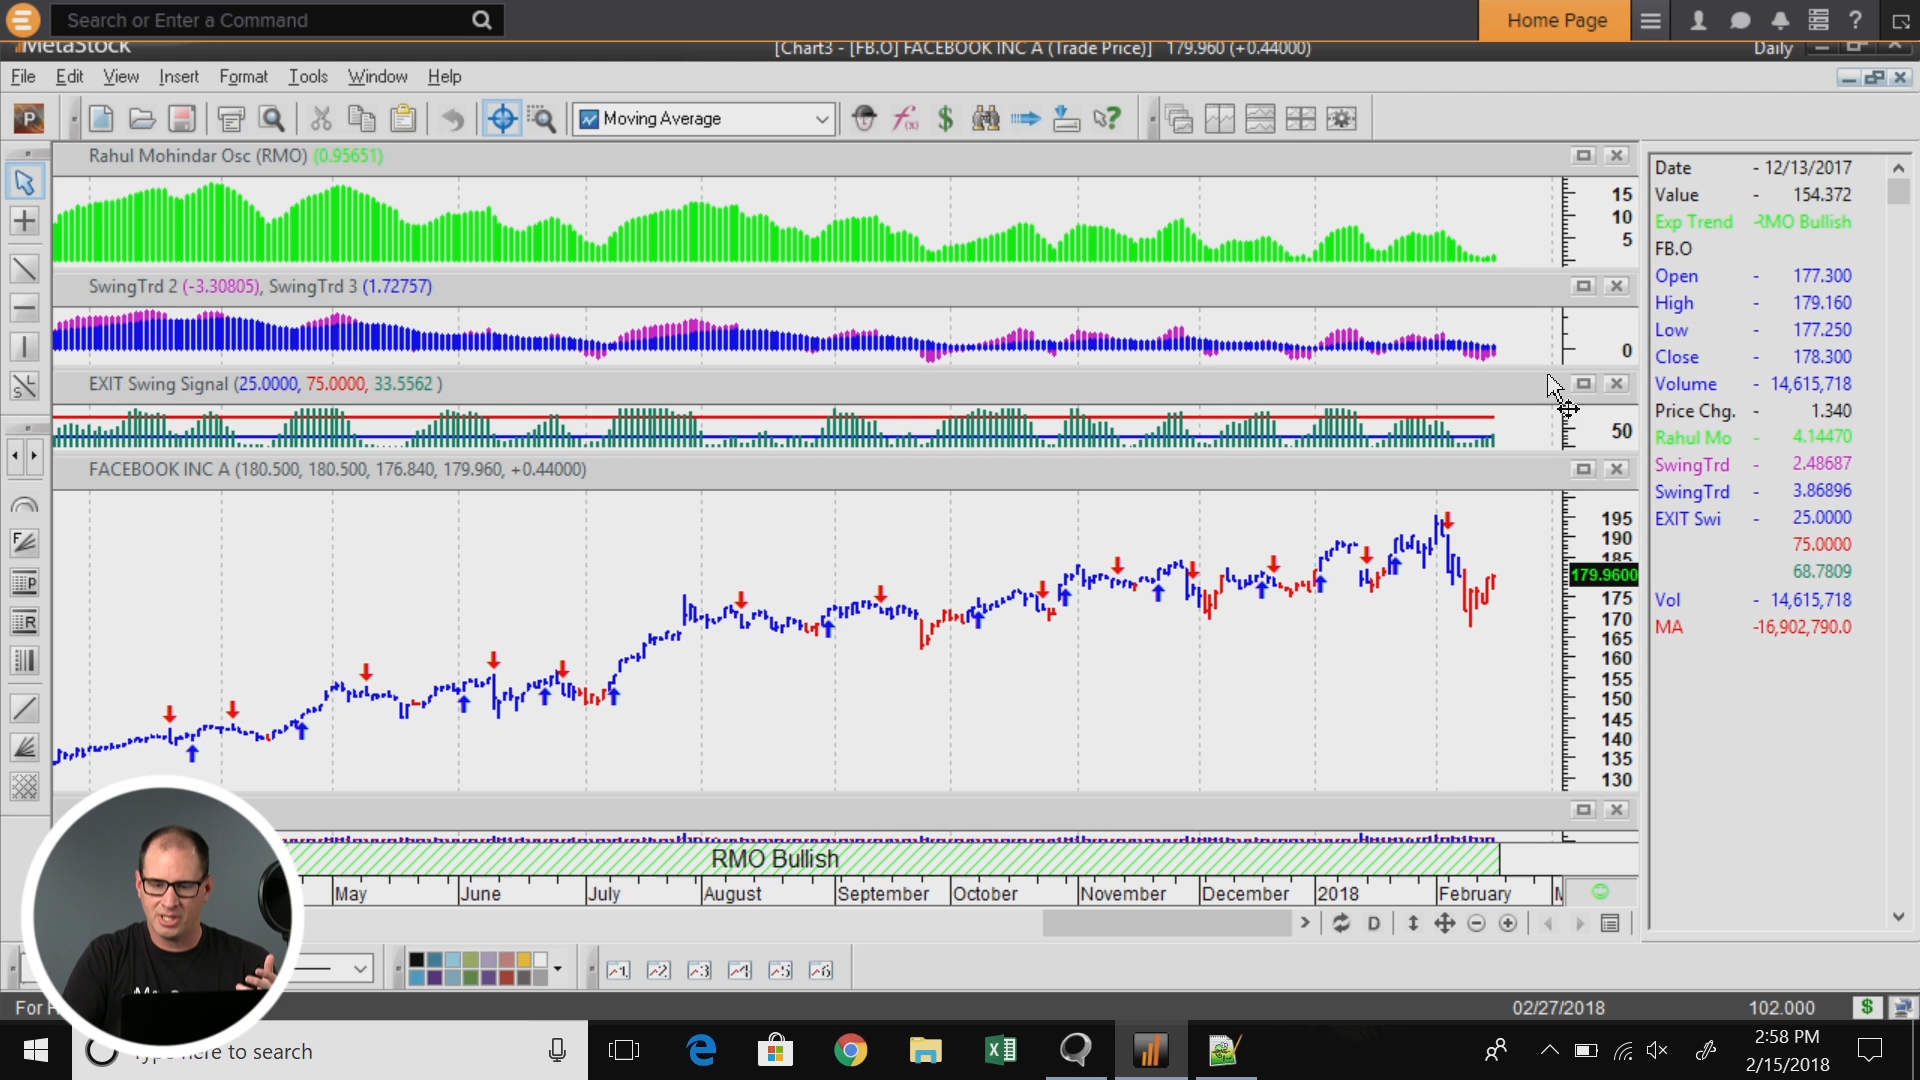 Search or Enter a Command
Home Page
MetaStock
[Chart3 - [FB.O] FACEBOOK INC A (Trade Price)] 179.960 (+0.44000)
Daily
File Edit View Insert Format Tools Window Help
P
Moving Average
Rahul Mohindar Osc (RMO) (0.95651)
15
10
5
SwingTrd 2 (-3.30805), SwingTrd 3 (1.72757)
0
EXIT Swing Signal (25.0000, 75.0000, 33.5562 )
50
FACEBOOK INC A (180.500, 180.500, 176.840, 179.960, +0.44000)
195
190
185
179.9600
175
170
165
160
155
150
145
140
135
130
Date - 12/13/2017
Value - 154.372
Exp Trend -RMO Bullish
FB.O
Open - 177.300
High - 179.160
Low - 177.250
Close - 178.300
Volume - 14,615,718
Price Chg. - 1.340
Rahul Mo - 4.14470
SwingTrd - 2.48687
SwingTrd - 3.86896
EXIT Swi - 25.0000
75.0000
68.7809
Vol - 14,615,718
MA -16,902,790.0
RMO Bullish
May June July August September October November December 2018 February
D
For
02/27/2018
102.000
Type here to search
2:58 PM
2/15/2018